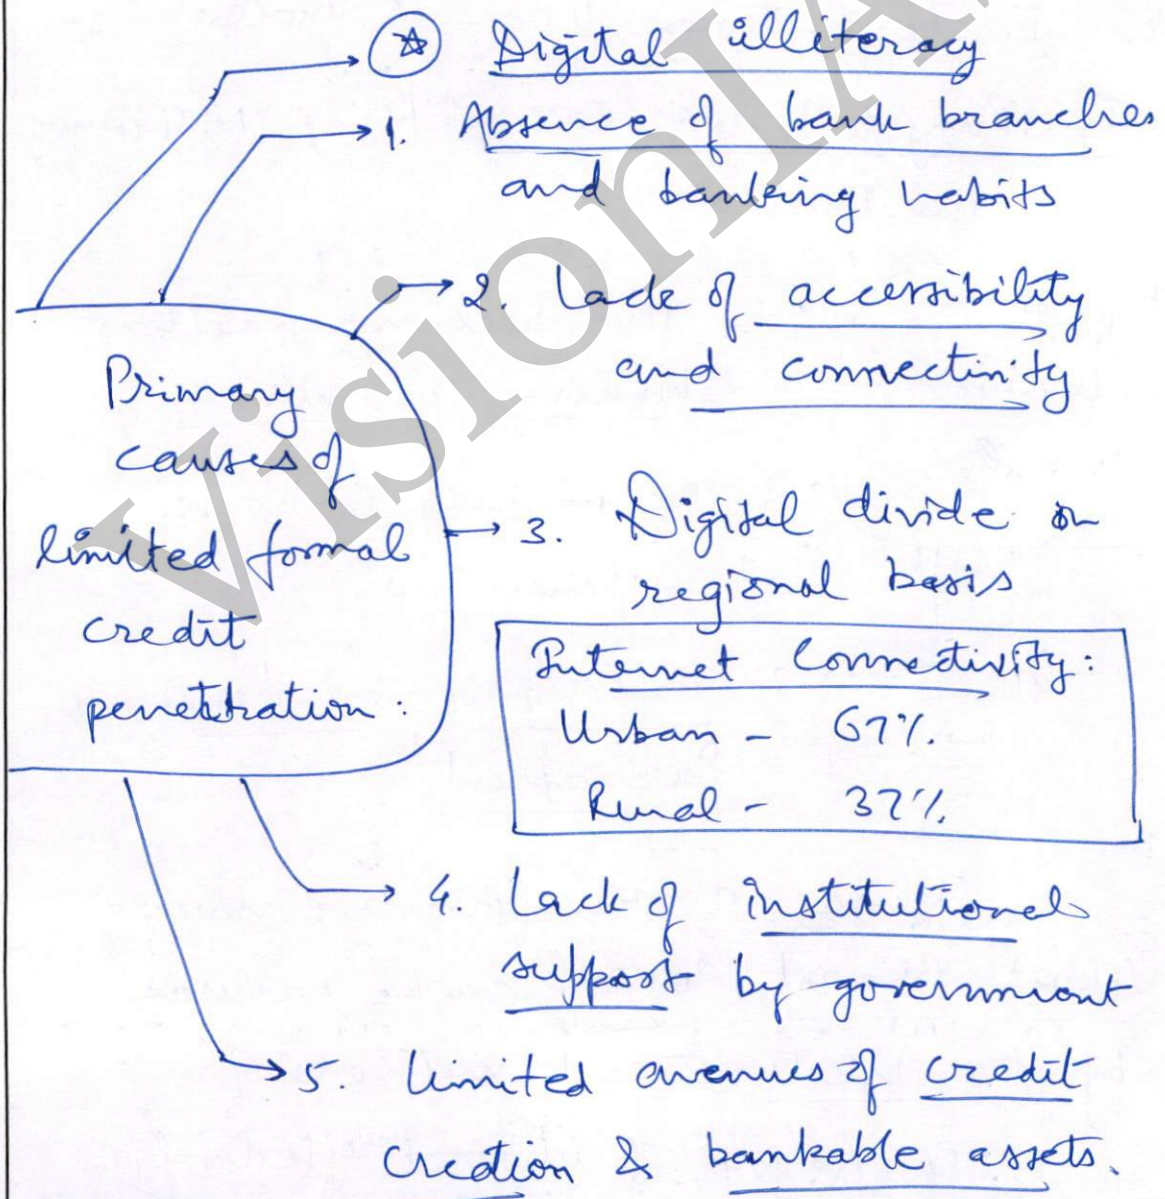 Digital illiteracy
1. Absence of bank branches
and banking habits
2. Lack of accessibility
and connectivity
Primary
causes of
limited formal
credit
penetration:
3. Digital divide on
regional basis
Internet Connectivity:
Urban - 67%.
Rural - 37%
4. Lack of institutional
support by government
5. limited avenues of credit
creation & bankable assets.
VisionIAS